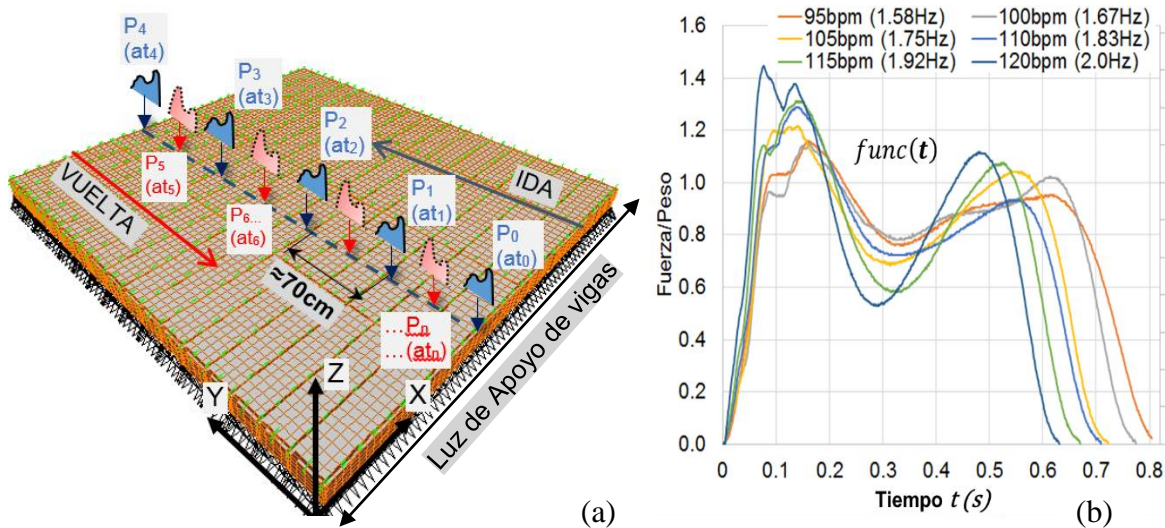 P4
(at4)
P3
(at3)
P2
(at2)
P1
(at1)
P0
(at0)
P5
(at5)
P6...
(at6)
...Pn
...(atn)
VUELTA
IDA
≈70cm
Luz de Apoyo de vigas
Z
Y
X
(a)
95bpm (1.58Hz)
100bpm (1.67Hz)
105bpm (1.75Hz)
110bpm (1.83Hz)
115bpm (1.92Hz)
120bpm (2.0Hz)
func(t)
Fuerza/Peso
1.6
1.4
1.2
1.0
0.8
0.6
0.4
0.2
0.0
0
0.1
0.2
0.3
0.4
0.5
0.6
0.7
0.8
Tiempo t(s)
(b)